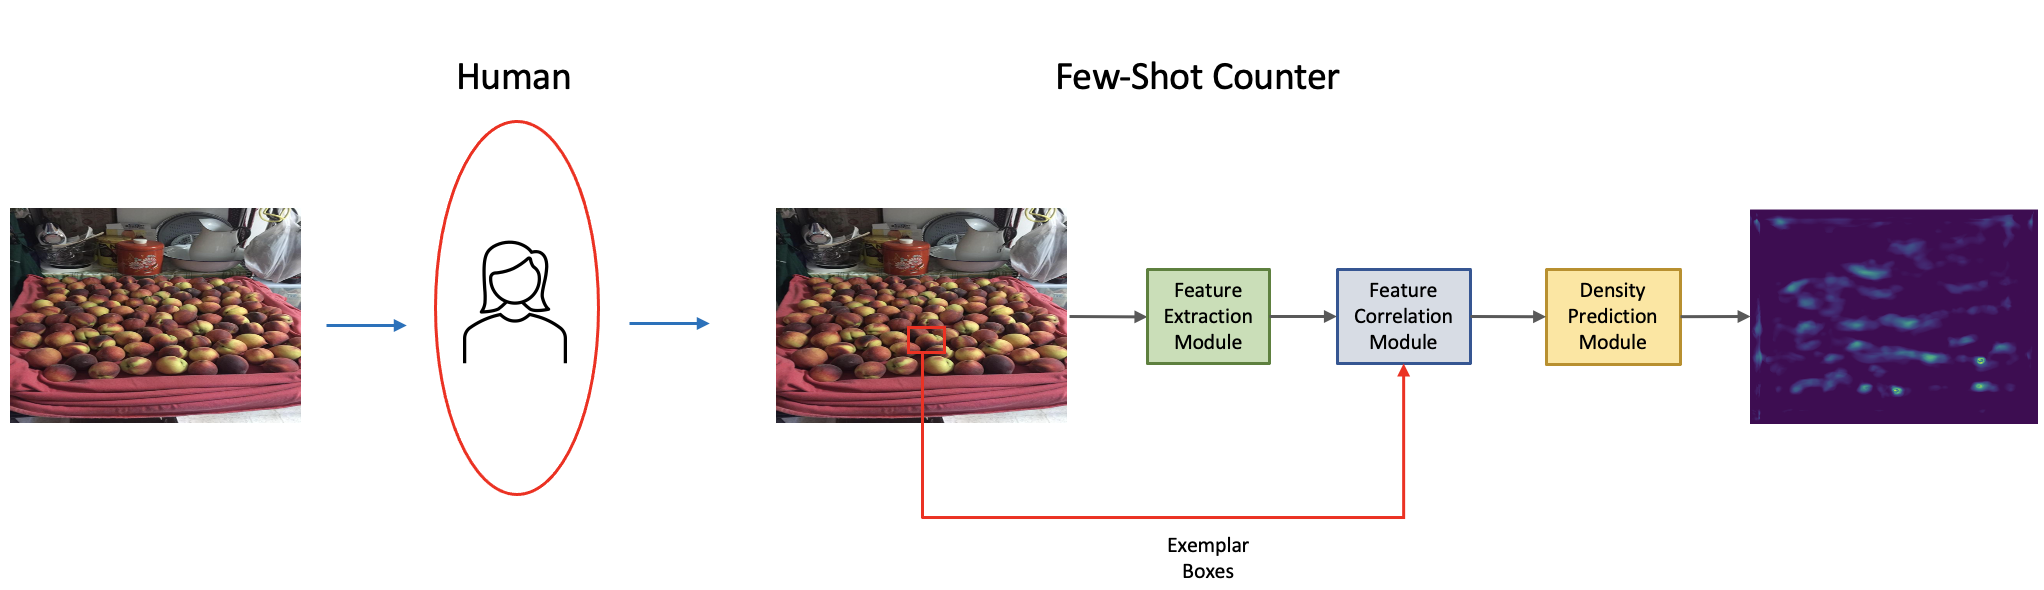 Human
Few-Shot Counter
Feature
Extraction
Module
Feature
Correlation
Module
Density
Prediction
Module
Exemplar
Boxes